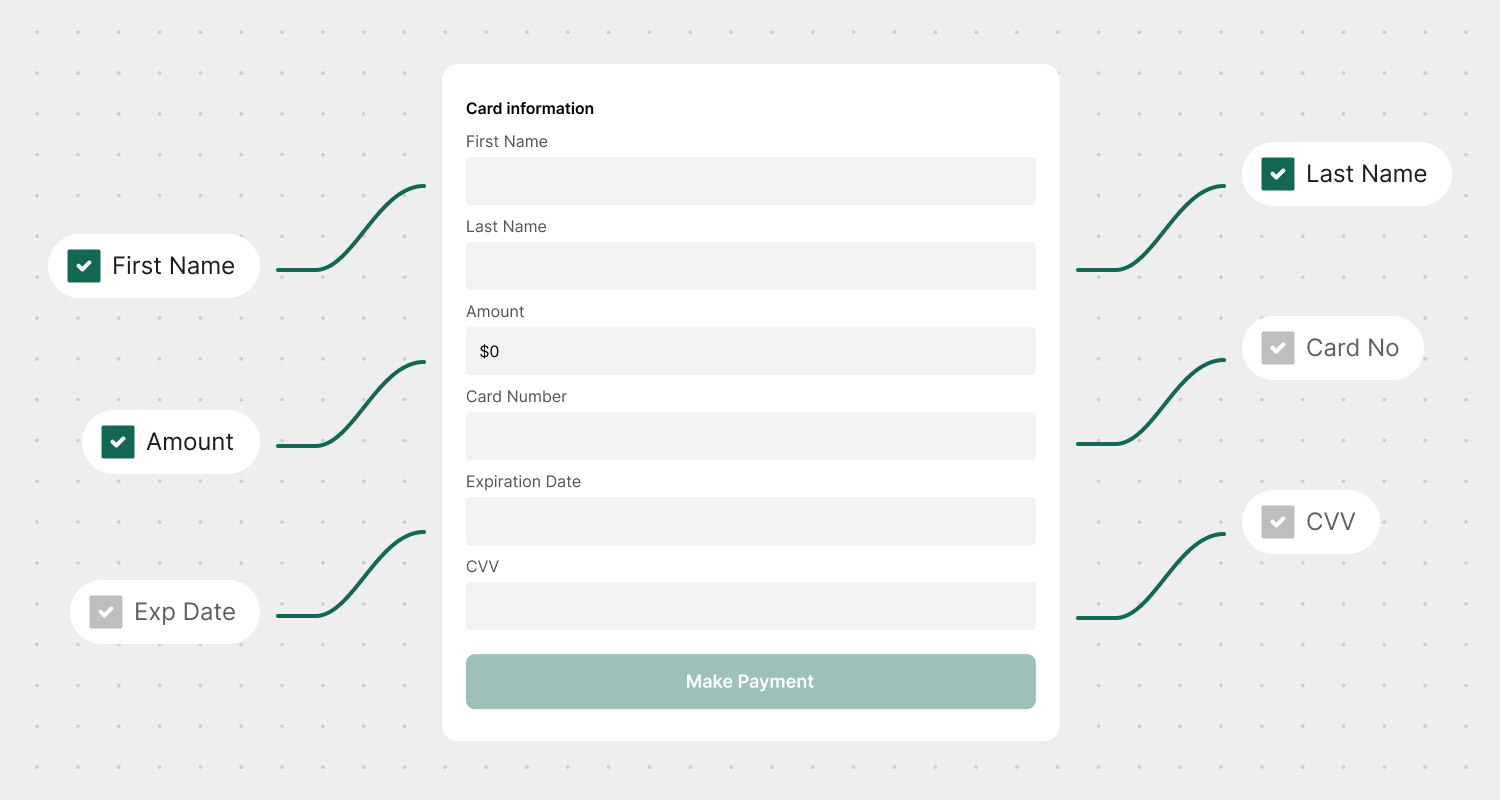 Card information
First Name
Last Name
Amount
$0
Card Number
Expiration Date
CVV
Make Payment
First Name
Amount
Exp Date
Last Name
Card No
CVV